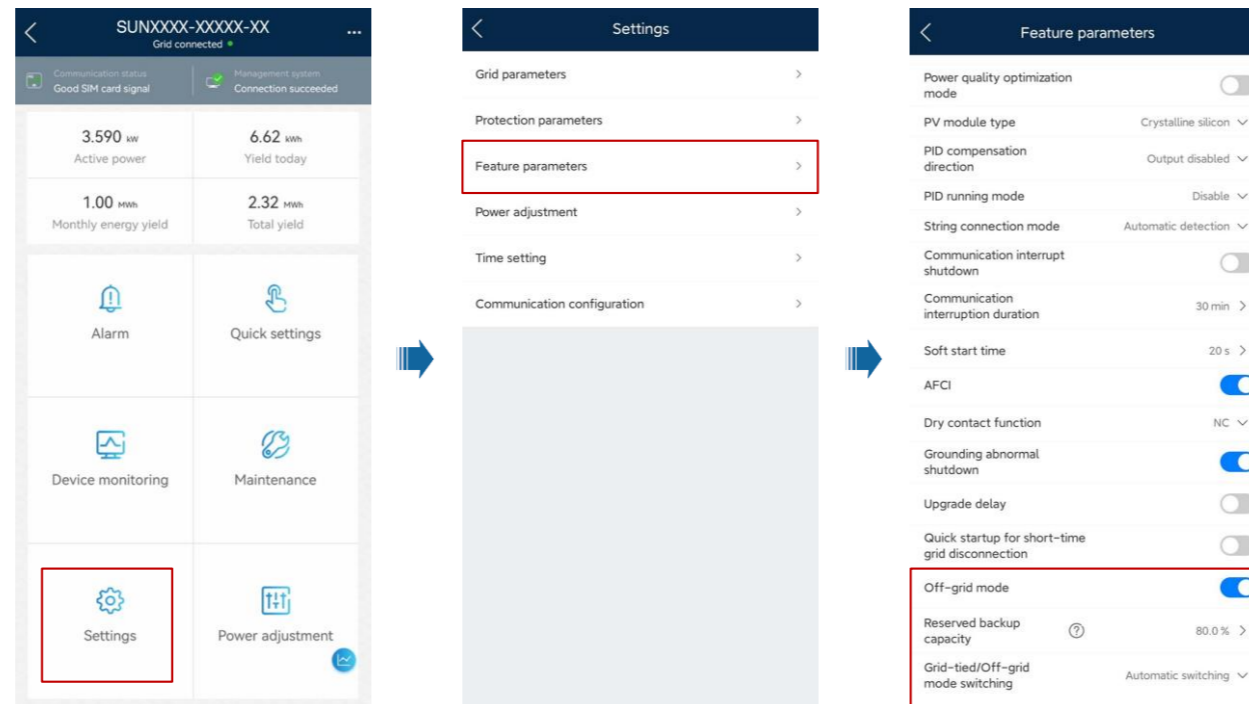 SUNXXXX-XXXXX-XX
Grid connected
Communication status
Good SIM card signal
Management system
Connection succeeded
3.590 kW
Active power
6.62 kWh
Yield today
1.00 MWh
Monthly energy yield
2.32 MWh
Total yield
Alarm
Quick settings
Device monitoring
Maintenance
Settings
Power adjustment
Settings
Grid parameters
Protection parameters
Feature parameters
Power adjustment
Time setting
Communication configuration
Feature parameters
Power quality optimization
mode
PV module type
Crystalline silicon
PID compensation
direction
Output disabled
PID running mode
Disable
String connection mode
Automatic detection
Communication interrupt
shutdown
Communication
interruption duration
30 min
Soft start time
20 s
AFCI
Dry contact function
NC
Grounding abnormal
shutdown
Upgrade delay
Quick startup for short-time
grid disconnection
Off-grid mode
Reserved backup
capacity
?
80.0 %
Grid-tied/Off-grid
mode switching
Automatic switching